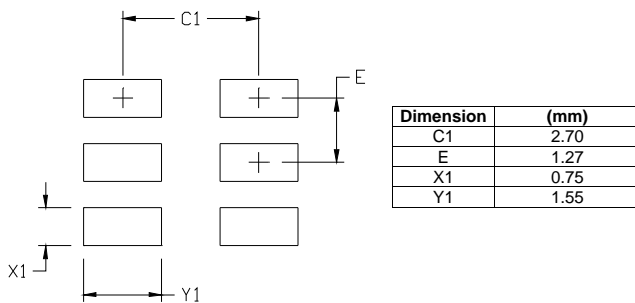 C1
E
Dimension (mm)
C1 2.70
E 1.27
X1 0.75
Y1 1.55
X1
Y1